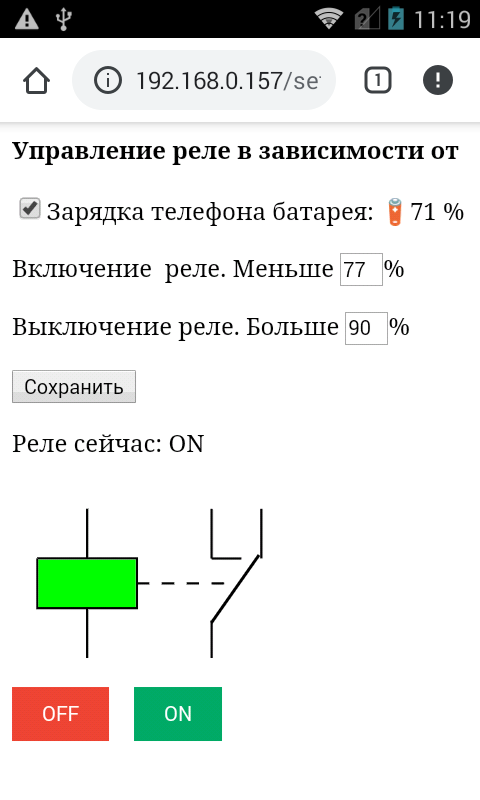 11:19
192.168.0.157/se
1
Управление реле в зависимости от
Зарядка телефона батарея: 71 %
Включение реле. Меньше 77%
Выключение реле. Больше 90%
Сохранить
Реле сейчас: ON
OFF ON